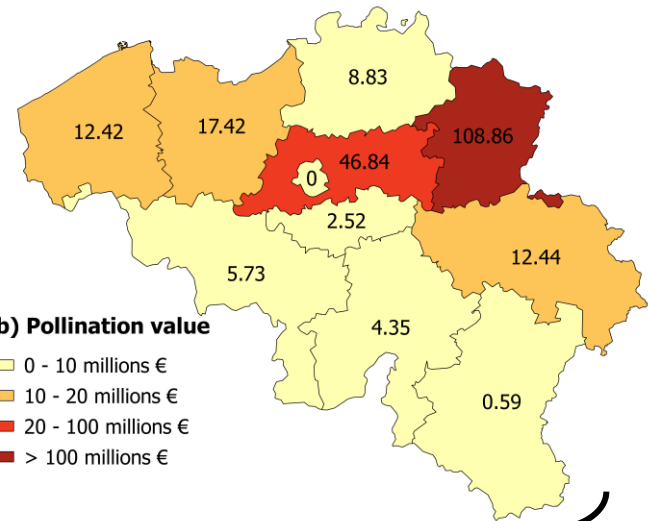 8.83
108.86
12.42
17.42
46.84
0
2.52
12.44
5.73
4.35
0.59
b) Pollination value
0 - 10 millions €
10 - 20 millions €
20 - 100 millions €
> 100 millions €